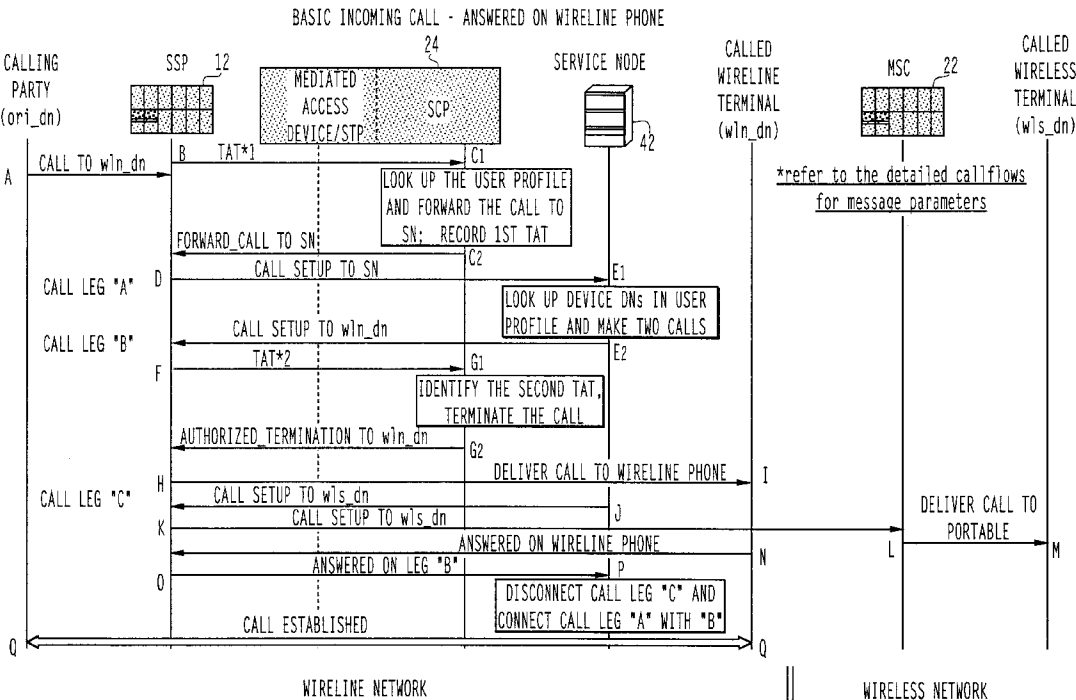 BASIC INCOMING CALL - ANSWERED ON WIRELINE PHONE
CALLING
PARTY
(ori_dn)
SSP
12
24
MEDIATED
ACCESS
DEVICE/STP
SCP
SERVICE NODE
42
CALLED
WIRELINE
TERMINAL
(wln_dn)
MSC
22
CALLED
WIRELESS
TERMINAL
(wls_dn)
A
CALL TO wln_dn
B
TAT*1
C1
LOOK UP THE USER PROFILE
AND FORWARD THE CALL TO
SN; RECORD 1ST TAT
*refer to the detailed callflows
for message parameters
FORWARD_CALL TO SN
C2
CALL LEG "A"
D
CALL SETUP TO SN
E1
LOOK UP DEVICE DNs IN USER
PROFILE AND MAKE TWO CALLS
CALL LEG "B"
CALL SETUP TO wln_dn
E2
F
TAT*2
G1
IDENTIFY THE SECOND TAT,
TERMINATE THE CALL
AUTHORIZED_TERMINATION TO wln_dn
G2
H
DELIVER CALL TO WIRELINE PHONE
I
CALL LEG "C"
CALL SETUP TO wls_dn
J
K
CALL SETUP TO wls_dn
L
DELIVER CALL TO
PORTABLE
M
ANSWERED ON WIRELINE PHONE
N
O
ANSWERED ON LEG "B"
P
DISCONNECT CALL LEG "C" AND
CONNECT CALL LEG "A" WITH "B"
Q
CALL ESTABLISHED
Q
WIRELINE NETWORK
WIRELESS NETWORK